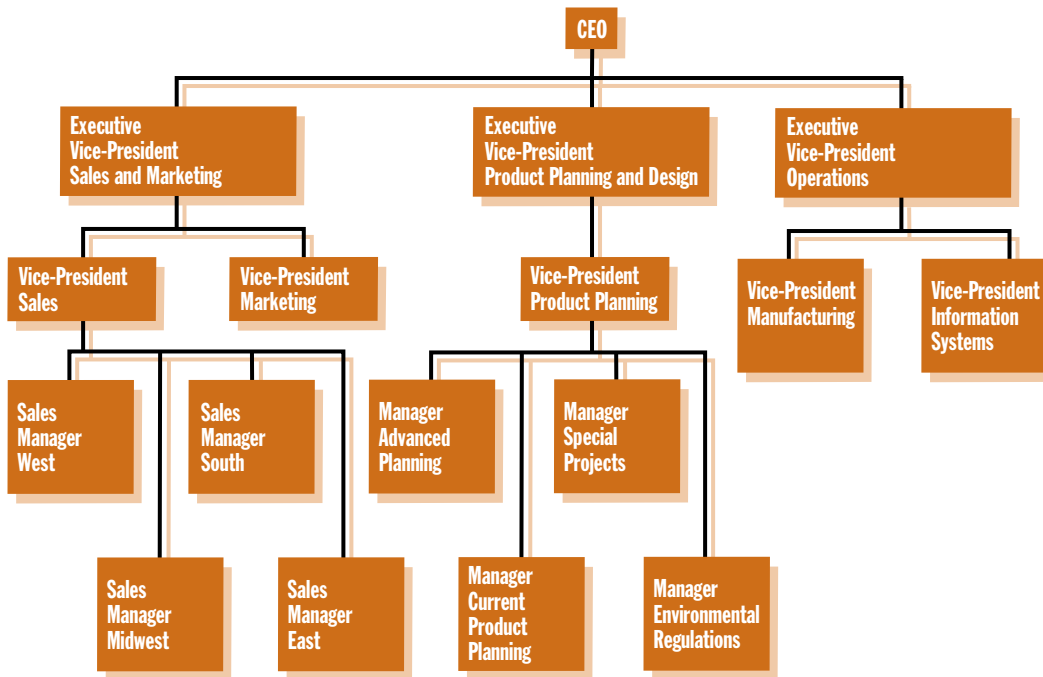 CEO
Executive
Vice-President
Sales and Marketing
Executive
Vice-President
Product Planning and Design
Executive
Vice-President
Operations
Vice-President
Sales
Vice-President
Marketing
Vice-President
Product Planning
Vice-President
Manufacturing
Vice-President
Information
Systems
Sales
Manager
West
Sales
Manager
South
Manager
Advanced
Planning
Manager
Special
Projects
Sales
Manager
Midwest
Sales
Manager
East
Manager
Current
Product
Planning
Manager
Environmental
Regulations